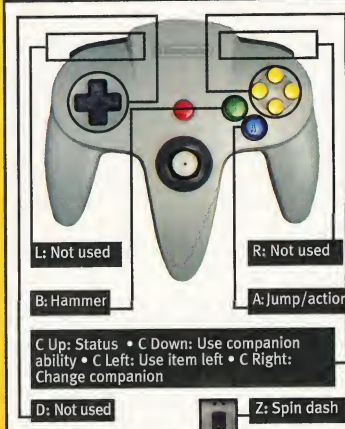 L: Not used
R: Not used
B: Hammer
A: Jump/action
C Up: Status • C Down: Use companion
ability • C Left: Use item left • C Right:
Change companion
D: Not used
Z: Spin dash